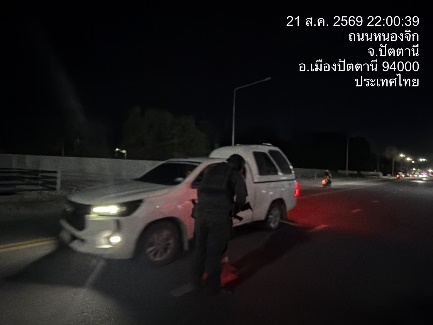 21 ส.ค. 2569 22:00:39
ถนนหนองจิก
จ.ปัตตานี
อ.เมืองปัตตานี 94000
ประเทศไทย